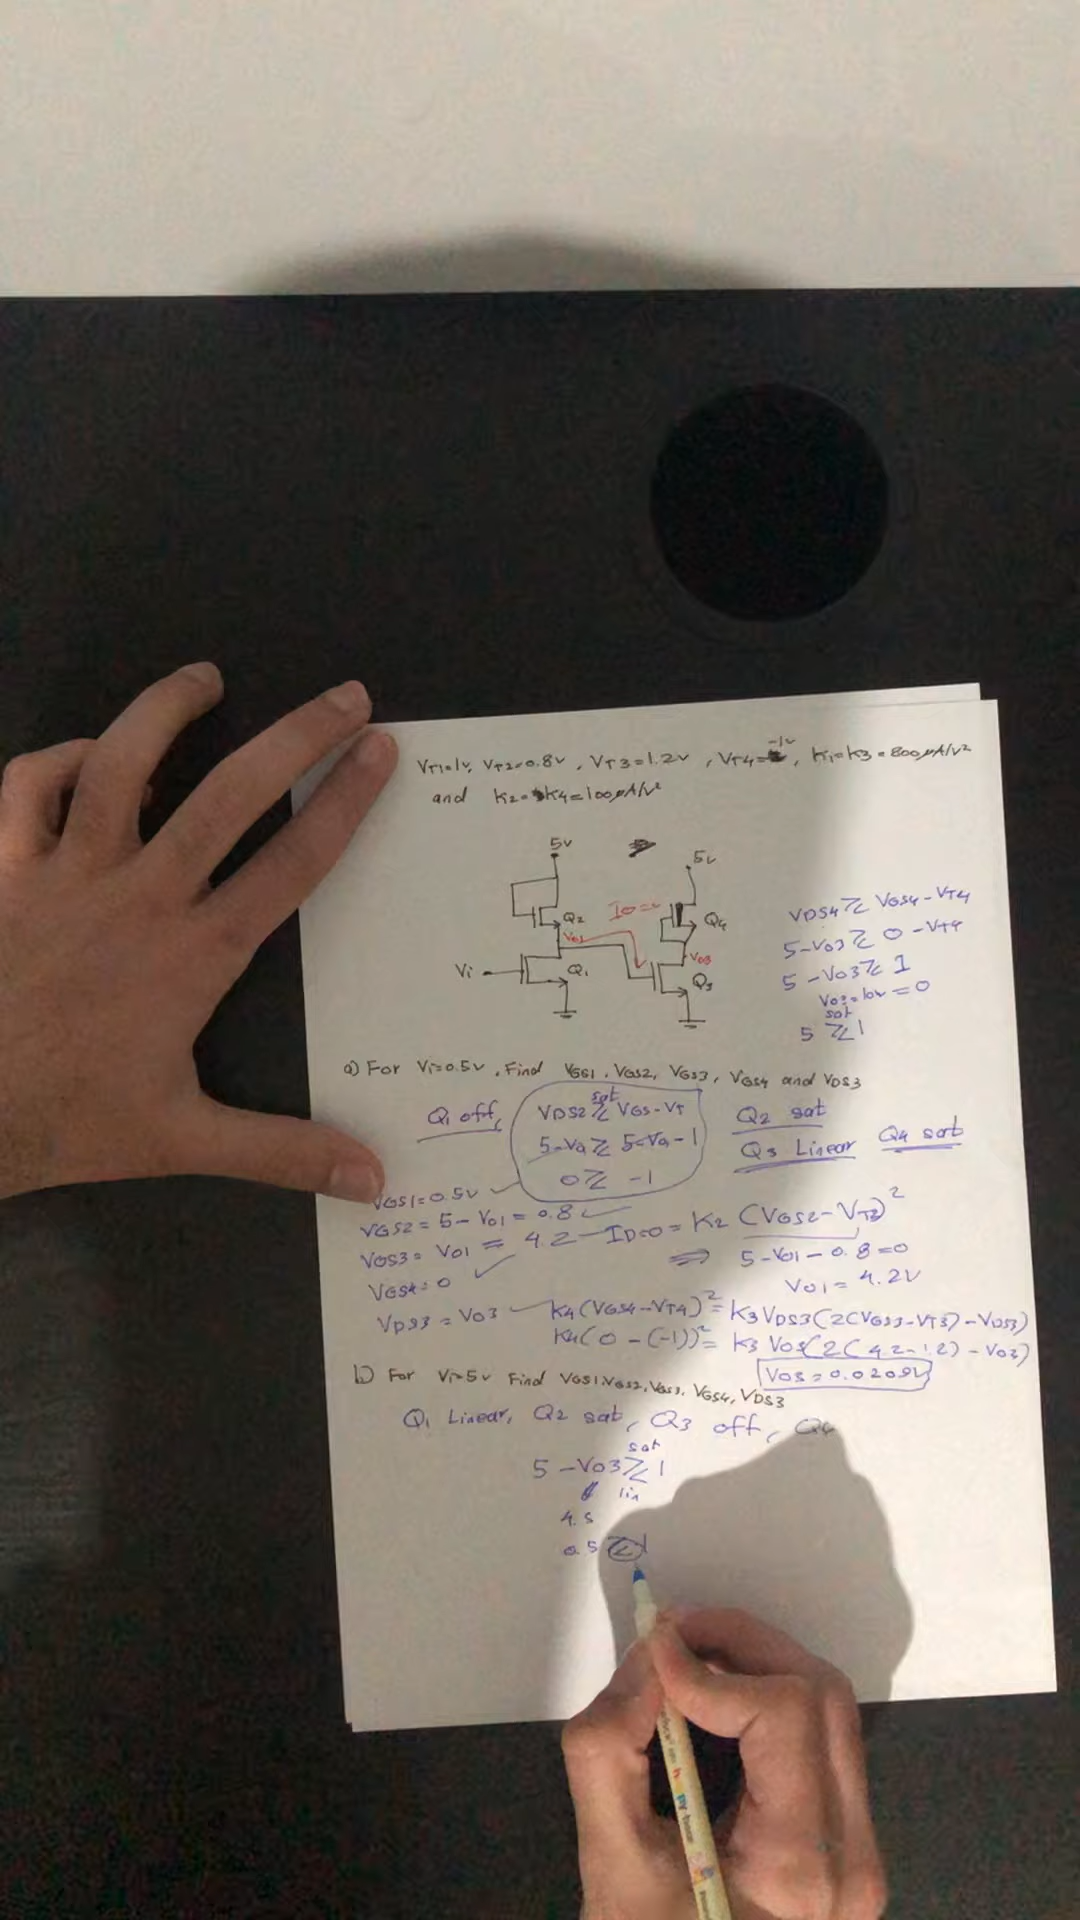 VT1=1v, VT2=0.8v, VT3=1.2v, VT4=-1v, K1=K3=800μA/v²
and K2=K4=100μA/v²
5v
5v
Q2
IO=
Q4
Vo1
Vo3
Vi
Q1
Q3
VDS4 ≥ VGS4-VT4
5-Vo3 ≥ 0-VT4
5-Vo3 ≥ 1
Vo3=low=0
sat
5 ≥ 1
a) For Vi=0.5v, Find VGS1, VGS2, VGS3, VGS4 and VDS3
Q1 off,
sat
VDS2 ≥ VGS-VT
5-Vo ≥ 5-Vo-1
0 ≥ -1
Q2 sat
Q3 Linear
Q4 sat
VGS1=0.5v
VGS2=5-Vo1=0.8
VGS3=Vo1=4.2
ID=0=K2(VGS2-VT2)²
⇒ 5-Vo1-0.8=0
Vo1=4.2V
VGS4=0
VDS3=Vo3
K4(VGS4-VT4)²=K3VDS3(2(VGS3-VT3)-VDS3)
K4(0-(-1))²=K3 Vo3(2(4.2-1.2)-Vo3)
Vo3=0.0209V
b) For Vi=5v Find VGS1, VGS2, VGS3, VGS4, VDS3
Q1 Linear, Q2 sat, Q3 off, Q4
sat
5-Vo3 ≥ 1
lin
4.5
0.5 ≥ 1